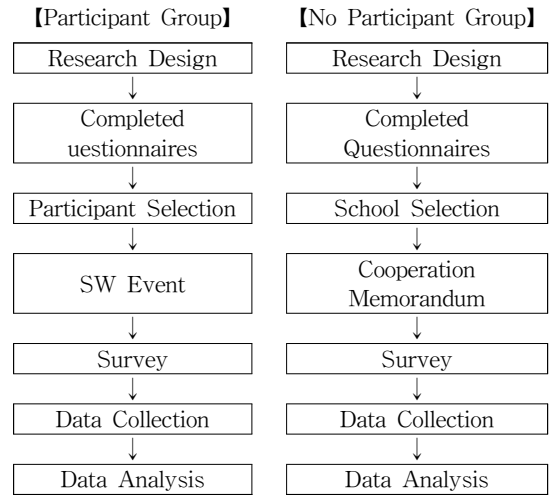 【Participant Group】
Research Design
Completed
uestionnaires
Participant Selection
SW Event
Survey
Data Collection
Data Analysis
【No Participant Group】
Research Design
Completed
Questionnaires
School Selection
Cooperation
Memorandum
Survey
Data Collection
Data Analysis